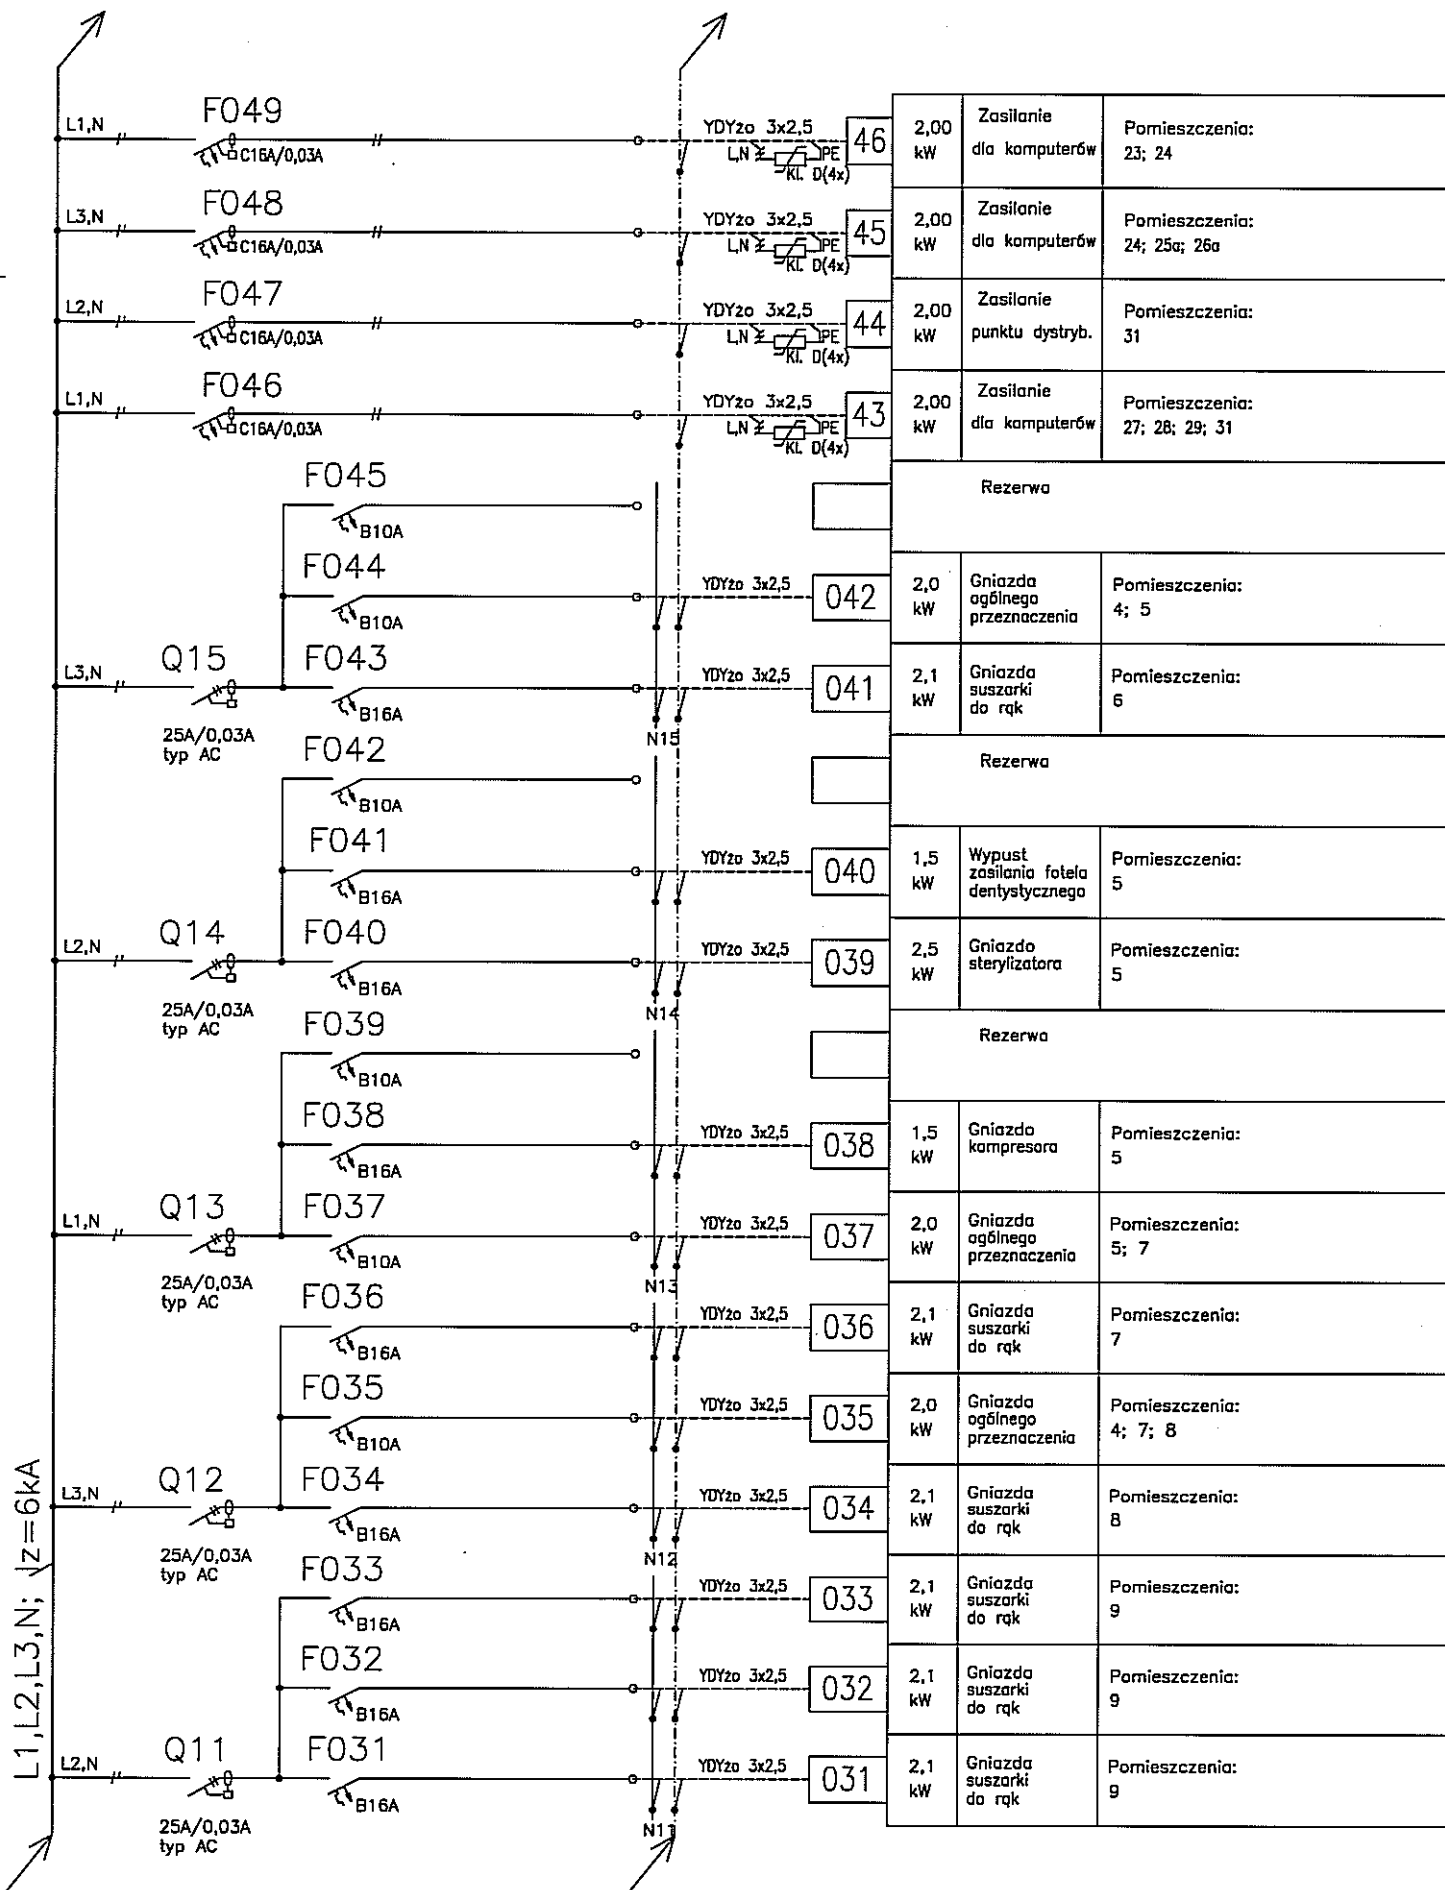 F049
L1,N
C16A/0,03A
YDYżo 3x2,5
L,N
PE
Kl. D(4x)
46
2,00
kW
Zasilanie
dla komputerów
Pomieszczenia:
23; 24
F048
L3,N
C16A/0,03A
YDYżo 3x2,5
L,N
PE
Kl. D(4x)
45
2,00
kW
Zasilanie
dla komputerów
Pomieszczenia:
24; 25a; 26a
F047
L2,N
C16A/0,03A
YDYżo 3x2,5
L,N
PE
Kl. D(4x)
44
2,00
kW
Zasilanie
punktu dystryb.
Pomieszczenia:
31
F046
L1,N
C16A/0,03A
YDYżo 3x2,5
L,N
PE
Kl. D(4x)
43
2,00
kW
Zasilanie
dla komputerów
Pomieszczenia:
27; 28; 29; 31
F045
B10A
Rezerwa
F044
B10A
YDYżo 3x2,5
042
2,0
kW
Gniazda
ogólnego
przeznaczenia
Pomieszczenia:
4; 5
L3,N
Q15
25A/0,03A
typ AC
F043
B16A
YDYżo 3x2,5
N15
041
2,1
kW
Gniazda
suszarki
do rąk
Pomieszczenia:
6
F042
B10A
Rezerwa
F041
B16A
YDYżo 3x2,5
040
1,5
kW
Wypust
zasilania fotela
dentystycznego
Pomieszczenia:
5
L2,N
Q14
25A/0,03A
typ AC
F040
B16A
YDYżo 3x2,5
N14
039
2,5
kW
Gniazdo
sterylizatora
Pomieszczenia:
5
F039
B10A
Rezerwa
F038
B16A
YDYżo 3x2,5
038
1,5
kW
Gniazdo
kompresora
Pomieszczenia:
5
L1,N
Q13
25A/0,03A
typ AC
F037
B10A
YDYżo 3x2,5
N13
037
2,0
kW
Gniazda
ogólnego
przeznaczenia
Pomieszczenia:
5; 7
F036
B16A
YDYżo 3x2,5
036
2,1
kW
Gniazda
suszarki
do rąk
Pomieszczenia:
7
F035
B10A
YDYżo 3x2,5
035
2,0
kW
Gniazda
ogólnego
przeznaczenia
Pomieszczenia:
4; 7; 8
L3,N
Q12
25A/0,03A
typ AC
F034
B16A
YDYżo 3x2,5
N12
034
2,1
kW
Gniazda
suszarki
do rąk
Pomieszczenia:
8
F033
B16A
YDYżo 3x2,5
033
2,1
kW
Gniazda
suszarki
do rąk
Pomieszczenia:
9
F032
B16A
YDYżo 3x2,5
032
2,1
kW
Gniazda
suszarki
do rąk
Pomieszczenia:
9
L2,N
Q11
25A/0,03A
typ AC
F031
B16A
YDYżo 3x2,5
N11
031
2,1
kW
Gniazda
suszarki
do rąk
Pomieszczenia:
9
L1,L2,L3,N; Jz=6kA